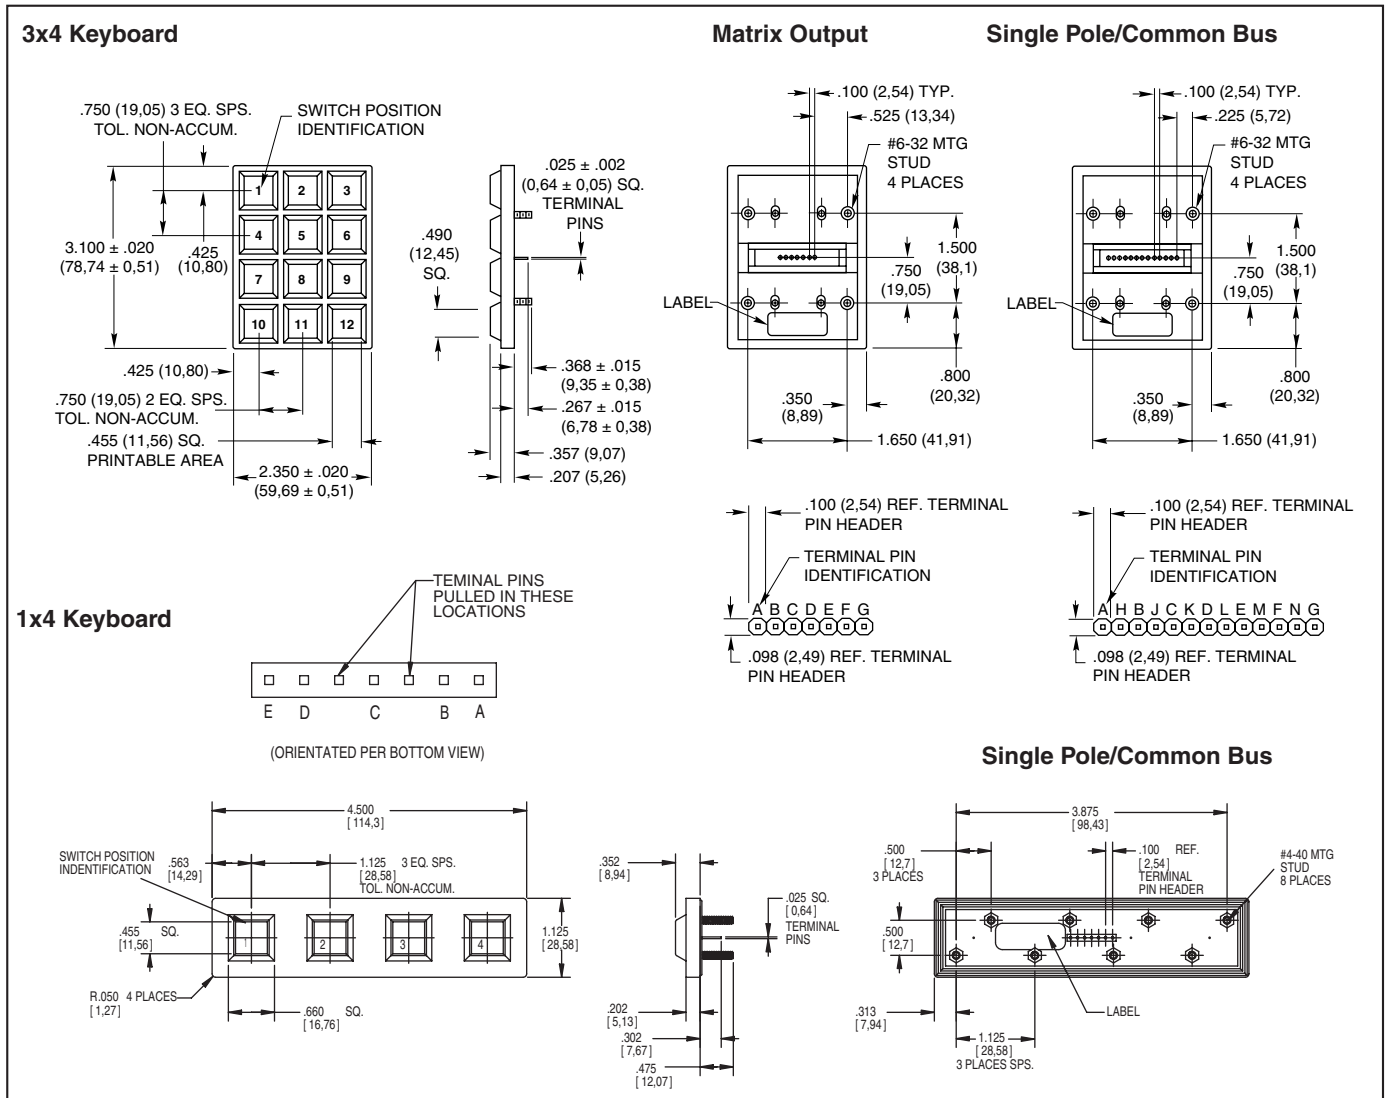 3x4 Keyboard
Matrix Output
Single Pole/Common Bus
.750 (19,05) 3 EQ. SPS.
TOL. NON-ACCUM.
SWITCH POSITION
IDENTIFICATION
3.100 ± .020
(78,74 ± 0,51)
.425
(10,80)
1 2 3
4 5 6
7 8 9
10 11 12
.425 (10,80)
.750 (19,05) 2 EQ. SPS.
TOL. NON-ACCUM.
.455 (11,56) SQ.
PRINTABLE AREA
2.350 ± .020
(59,69 ± 0,51)
.025 ± .002
(0,64 ± 0,05) SQ.
TERMINAL
PINS
.490
(12,45)
SQ.
.368 ± .015
(9,35 ± 0,38)
.267 ± .015
(6,78 ± 0,38)
.357 (9,07)
.207 (5,26)
.100 (2,54) TYP.
.525 (13,34)
#6-32 MTG
STUD
4 PLACES
1.500
(38,1)
.750
(19,05)
LABEL
.800
(20,32)
.350
(8,89)
1.650 (41,91)
.100 (2,54) TYP.
.225 (5,72)
#6-32 MTG
STUD
4 PLACES
1.500
(38,1)
.750
(19,05)
LABEL
.800
(20,32)
.350
(8,89)
1.650 (41,91)
.100 (2,54) REF. TERMINAL
PIN HEADER
TERMINAL PIN
IDENTIFICATION
A B C D E F G
.098 (2,49) REF. TERMINAL
PIN HEADER
.100 (2,54) REF. TERMINAL
PIN HEADER
TERMINAL PIN
IDENTIFICATION
A H B J C K D L E M F N G
.098 (2,49) REF. TERMINAL
PIN HEADER
1x4 Keyboard
TEMINAL PINS
PULLED IN THESE
LOCATIONS
E D C B A
(ORIENTATED PER BOTTOM VIEW)
Single Pole/Common Bus
4.500
[ 114,3 ]
SWITCH POSITION
INDENTIFICATION
.563
[14,29]
1.125 3 EQ. SPS.
[28,58]
TOL. NON-ACCUM.
.455 SQ.
[11,56]
1 2 3 4
1.125
[ 28,58 ]
R.050 4 PLACES
[ 1,27 ]
.660 SQ.
[ 16,76 ]
.352
[ 8,94 ]
.025 SQ.
[ 0,64 ]
TERMINAL
PINS
.202
[ 5,13 ]
.302
[ 7,67 ]
.475
[ 12,07 ]
3.875
[ 98,43 ]
.500
[ 12,7 ]
3 PLACES
.100 REF.
[ 2,54 ]
TERMINAL
PIN HEADER
#4-40 MTG
STUD
8 PLACES
.500
[ 12,7 ]
LABEL
.313
[ 7,94 ]
1.125
[ 28,58 ]
3 PLACES SPS.